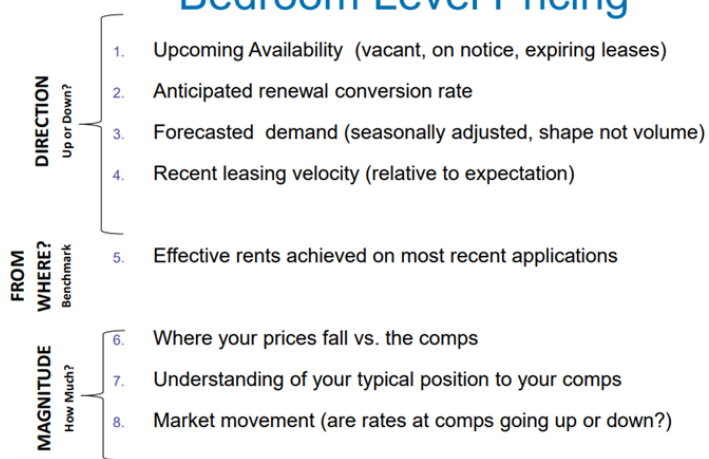 Bedroom Level Pricing
DIRECTION
Up or Down?
1. Upcoming Availability (vacant, on notice, expiring leases)
2. Anticipated renewal conversion rate
3. Forecasted demand (seasonally adjusted, shape not volume)
4. Recent leasing velocity (relative to expectation)
FROM
WHERE?
Benchmark
5. Effective rents achieved on most recent applications
MAGNITUDE
How Much?
6. Where your prices fall vs. the comps
7. Understanding of your typical position to your comps
8. Market movement (are rates at comps going up or down?)